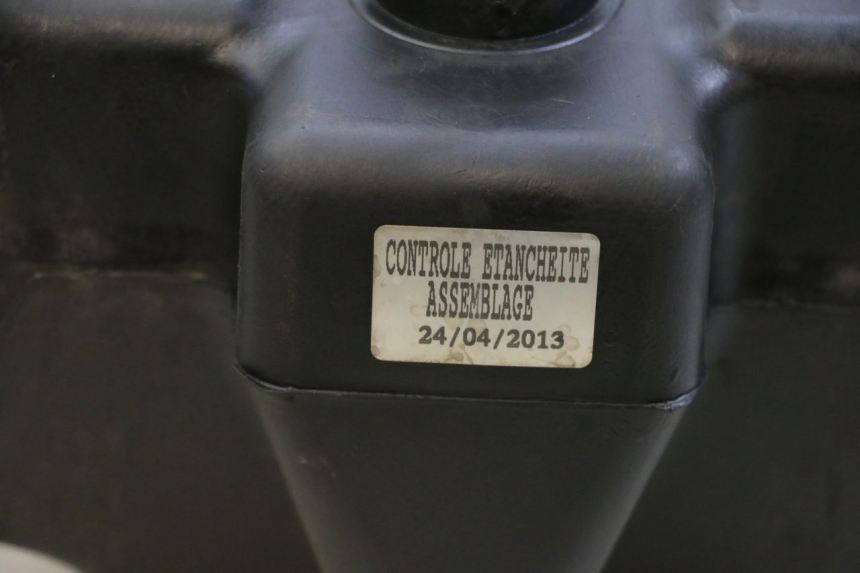 CONTROLE ETANCHEITE
ASSEMBLAGE
24/04/2013